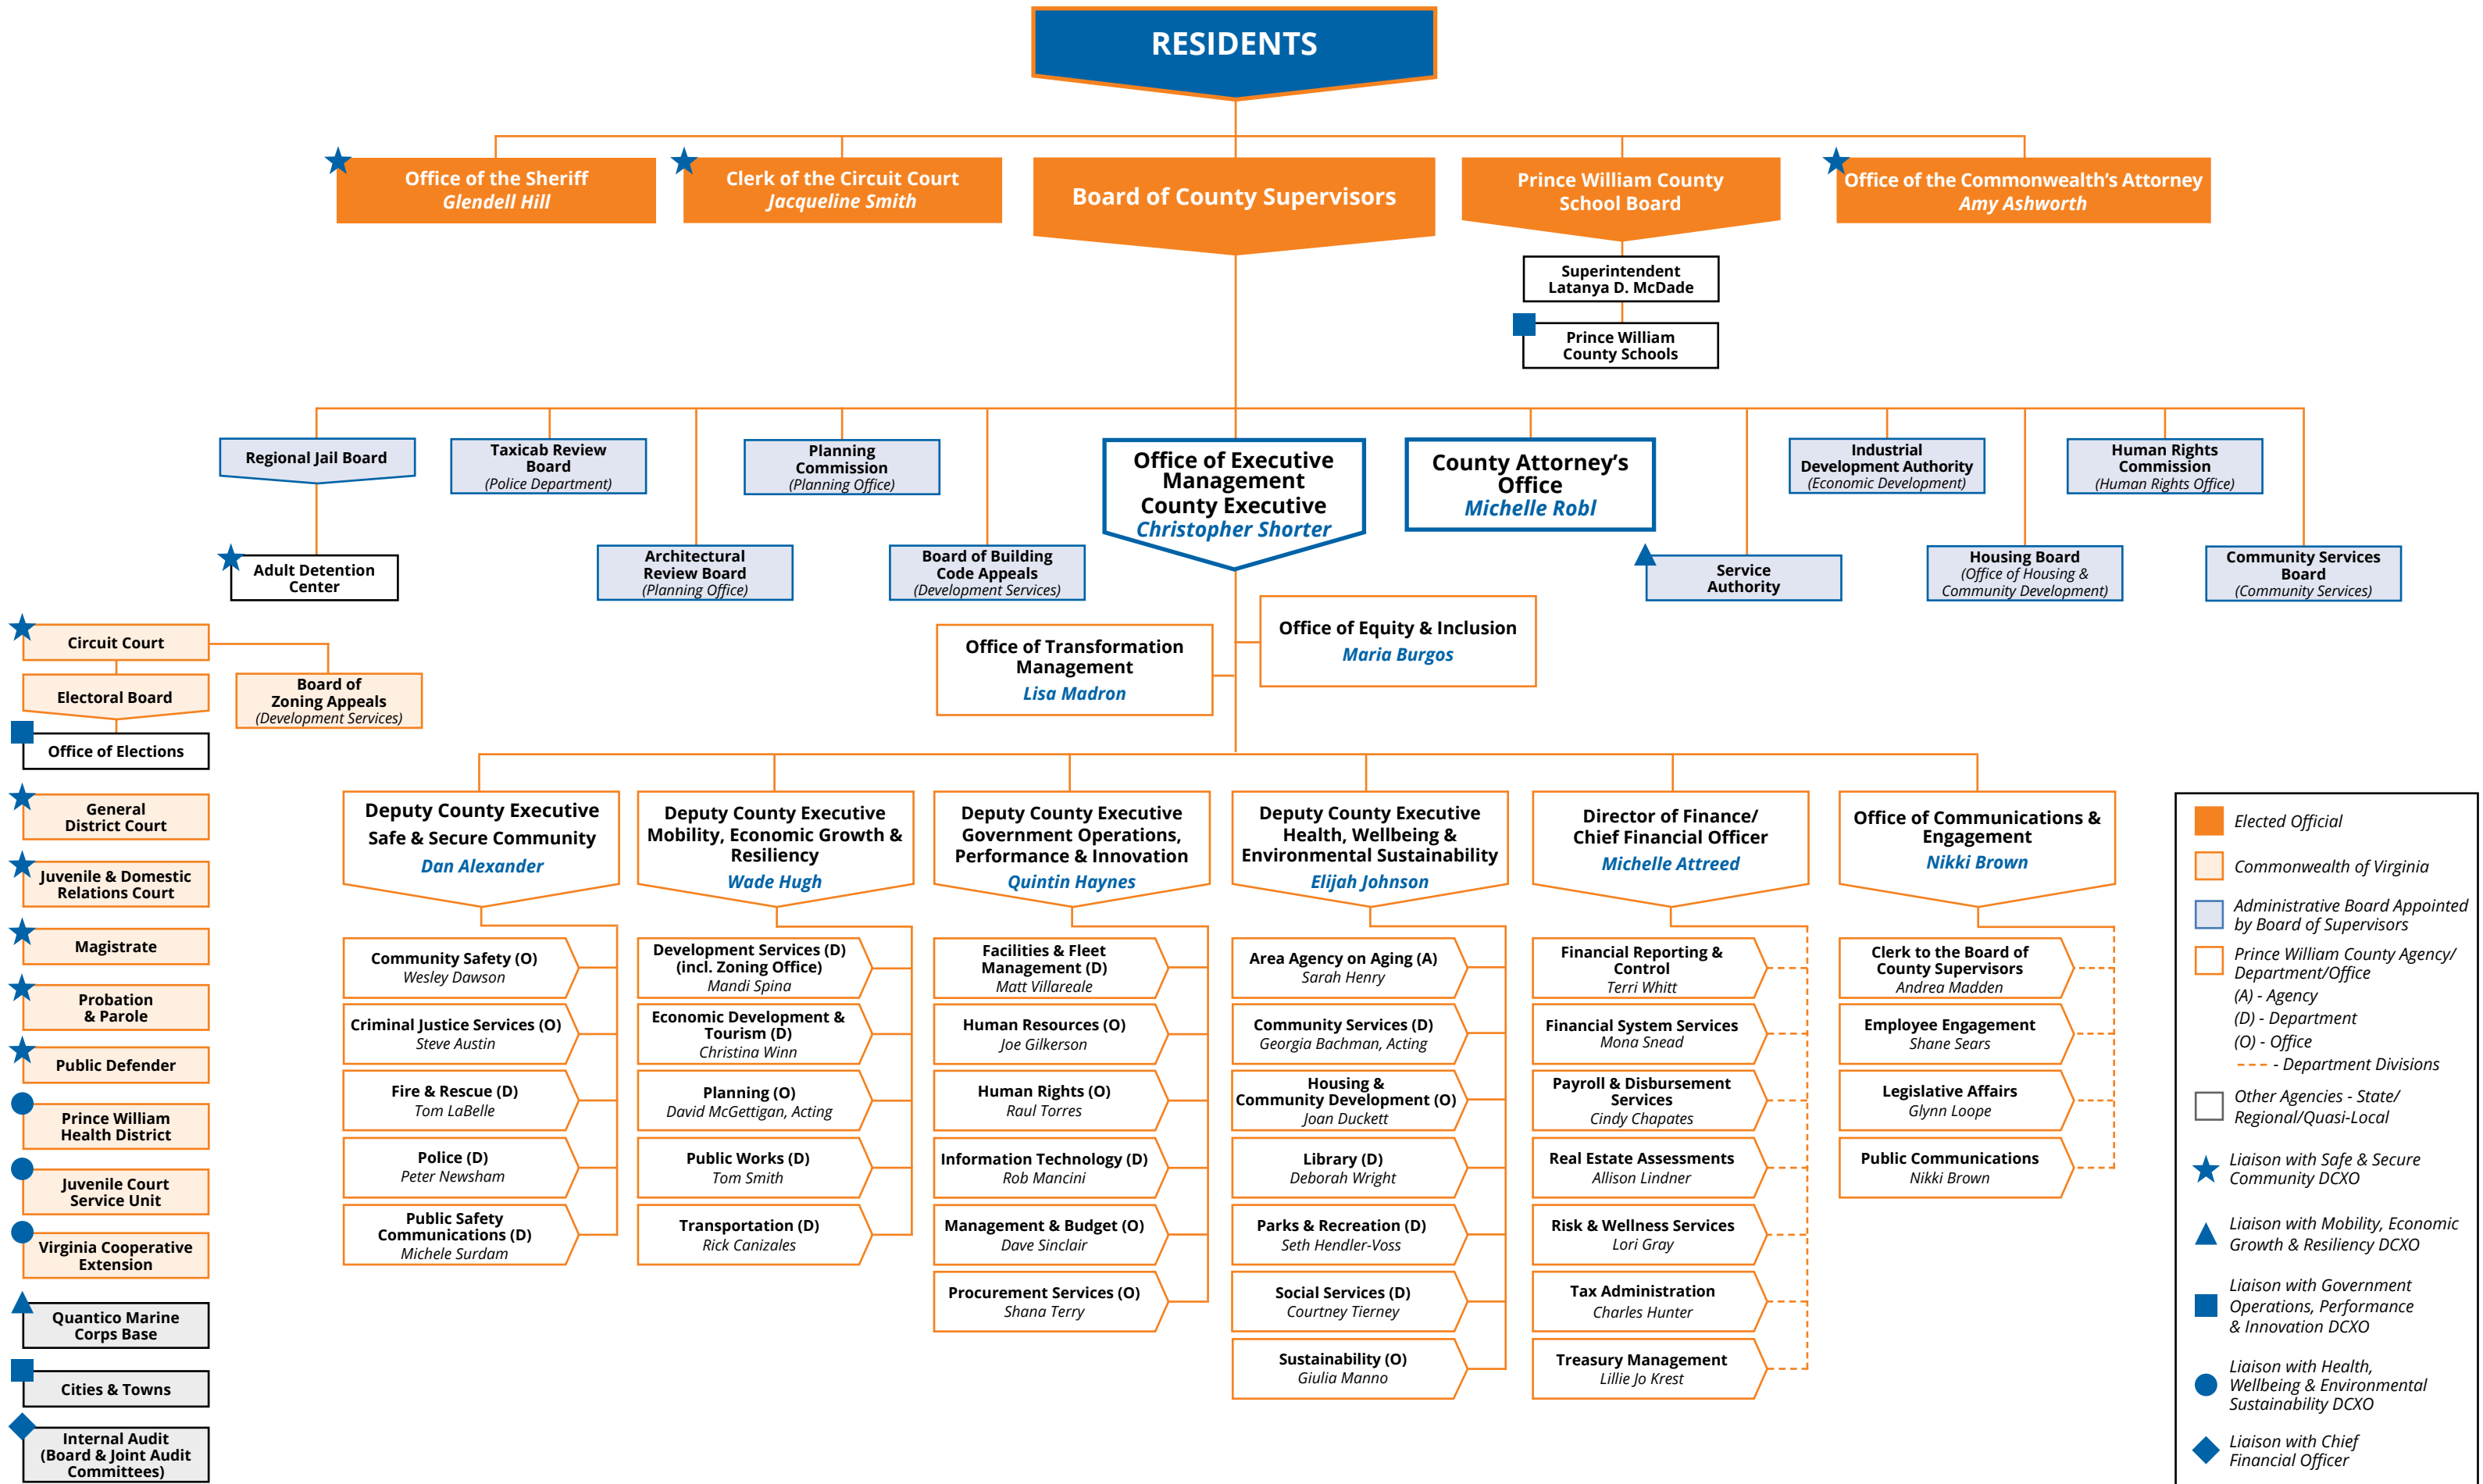 RESIDENTS
Office of the Sheriff
Glendell Hill
Clerk of the Circuit Court
Jacqueline Smith
Board of County Supervisors
Prince William County
School Board
Office of the Commonwealth’s Attorney
Amy Ashworth
Superintendent
Latanya D. McDade
Prince William
County Schools
Regional Jail Board
Taxicab Review
Board
(Police Department)
Planning
Commission
(Planning Office)
Office of Executive
Management
County Executive
Christopher Shorter
County Attorney’s
Office
Michelle Robl
Industrial
Development Authority
(Economic Development)
Human Rights
Commission
(Human Rights Office)
Adult Detention
Center
Architectural
Review Board
(Planning Office)
Board of Building
Code Appeals
(Development Services)
Service
Authority
Housing Board
(Office of Housing &
Community Development)
Community Services
Board
(Community Services)
Circuit Court
Electoral Board
Board of
Zoning Appeals
(Development Services)
Office of Elections
Office of Transformation
Management
Lisa Madron
Office of Equity & Inclusion
Maria Burgos
General
District Court
Juvenile & Domestic
Relations Court
Magistrate
Probation
& Parole
Public Defender
Prince William
Health District
Juvenile Court
Service Unit
Virginia Cooperative
Extension
Quantico Marine
Corps Base
Cities & Towns
Internal Audit
(Board & Joint Audit
Committees)
Deputy County Executive
Safe & Secure Community
Dan Alexander
Community Safety (O)
Wesley Dawson
Criminal Justice Services (O)
Steve Austin
Fire & Rescue (D)
Tom LaBelle
Police (D)
Peter Newsham
Public Safety
Communications (D)
Michele Surdam
Deputy County Executive
Mobility, Economic Growth &
Resiliency
Wade Hugh
Development Services (D)
(incl. Zoning Office)
Mandi Spina
Economic Development &
Tourism (D)
Christina Winn
Planning (O)
David McGettigan, Acting
Public Works (D)
Tom Smith
Transportation (D)
Rick Canizales
Deputy County Executive
Government Operations,
Performance & Innovation
Quintin Haynes
Facilities & Fleet
Management (D)
Matt Villareale
Human Resources (O)
Joe Gilkerson
Human Rights (O)
Raul Torres
Information Technology (D)
Rob Mancini
Management & Budget (O)
Dave Sinclair
Procurement Services (O)
Shana Terry
Deputy County Executive
Health, Wellbeing &
Environmental Sustainability
Elijah Johnson
Area Agency on Aging (A)
Sarah Henry
Community Services (D)
Georgia Bachman, Acting
Housing &
Community Development (O)
Joan Duckett
Library (D)
Deborah Wright
Parks & Recreation (D)
Seth Hendler-Voss
Social Services (D)
Courtney Tierney
Sustainability (O)
Giulia Manno
Director of Finance/
Chief Financial Officer
Michelle Attreed
Financial Reporting &
Control
Terri Whitt
Financial System Services
Mona Snead
Payroll & Disbursement
Services
Cindy Chapates
Real Estate Assessments
Allison Lindner
Risk & Wellness Services
Lori Gray
Tax Administration
Charles Hunter
Treasury Management
Lillie Jo Krest
Office of Communications &
Engagement
Nikki Brown
Clerk to the Board of
County Supervisors
Andrea Madden
Employee Engagement
Shane Sears
Legislative Affairs
Glynn Loope
Public Communications
Nikki Brown
Elected Official
Commonwealth of Virginia
Administrative Board Appointed
by Board of Supervisors
Prince William County Agency/
Department/Office
(A) - Agency
(D) - Department
(O) - Office
---- - Department Divisions
Other Agencies - State/
Regional/Quasi-Local
Liaison with Safe & Secure
Community DCXO
Liaison with Mobility, Economic
Growth & Resiliency DCXO
Liaison with Government
Operations, Performance
& Innovation DCXO
Liaison with Health,
Wellbeing & Environmental
Sustainability DCXO
Liaison with Chief
Financial Officer